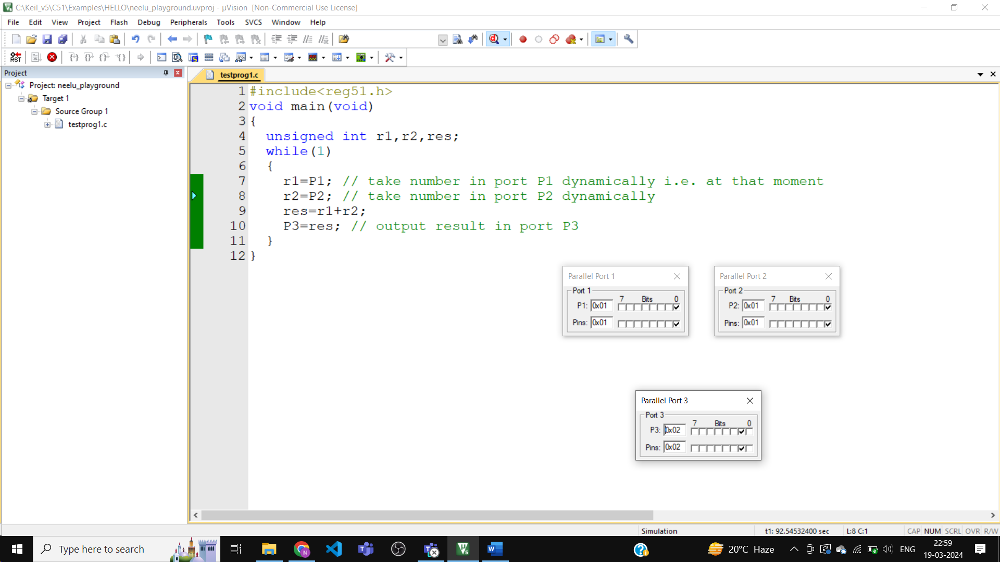 C:\Keil_v5\C51\Examples\HELLO\neelu_playground.uvproj - µVision  [Non-Commercial Use License]
File Edit View Project Flash Debug Peripherals Tools SVCS Window Help
RST
Project
Project: neelu_playground
Target 1
Source Group 1
testprog1.c
testprog1.c
1 #include<reg51.h>
2 void main(void)
3 {
4   unsigned int r1,r2,res;
5   while(1)
6   {
7     r1=P1; // take number in port P1 dynamically i.e. at that moment
8     r2=P2; // take number in port P2 dynamically
9     res=r1+r2;
10     P3=res; // output result in port P3
11   }
12 }
Parallel Port 1
Port 1
7 Bits 0
P1: 0x01
Pins: 0x01
Parallel Port 2
Port 2
7 Bits 0
P2: 0x01
Pins: 0x01
Parallel Port 3
Port 3
7 Bits 0
P3: 0x02
Pins: 0x02
Simulation t1: 92.54532400 sec L:8 C:1 CAP NUM SCRL OVR R/W
Type here to search
20°C Haze
ENG
22:59
19-03-2024